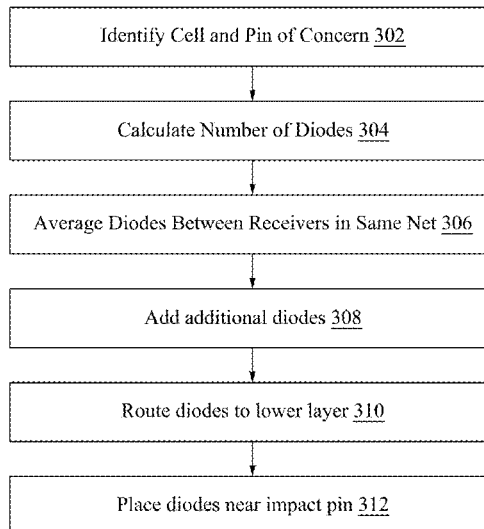 Identify Cell and Pin of Concern 302
Calculate Number of Diodes 304
Average Diodes Between Receivers in Same Net 306
Add additional diodes 308
Route diodes to lower layer 310
Place diodes near impact pin 312